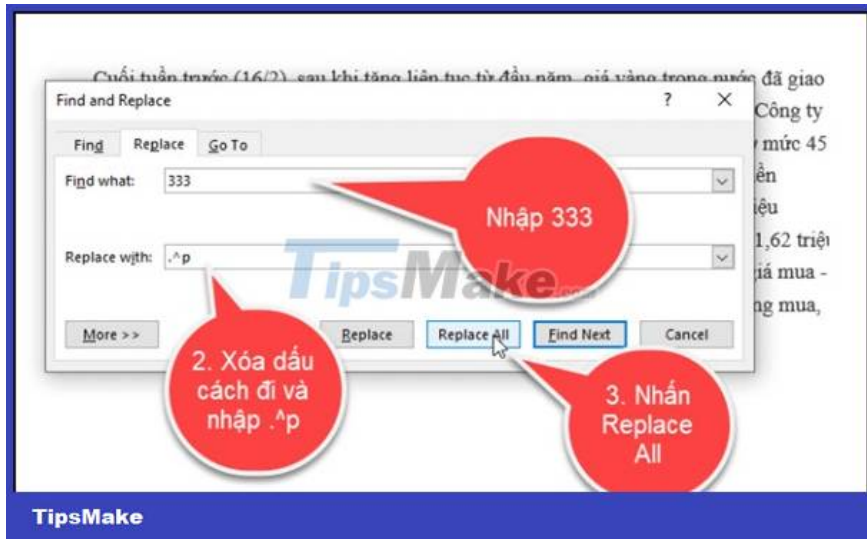 Cuối tuần trước (16/2), sau khi tăng liên tục từ đầu năm, giá vàng trong nước đã giao
Find and Replace
? X
Công ty
Find Replace Go To
mức 45
Find what: 333
Nhập 333
1,62 triệu
Replace with: .^p
TipsMake.com
giá mua -
mua,
More >> Replace Replace All Find Next Cancel
2. Xóa dấu
cách đi và
nhập .^p
3. Nhấn
Replace
All
TipsMake